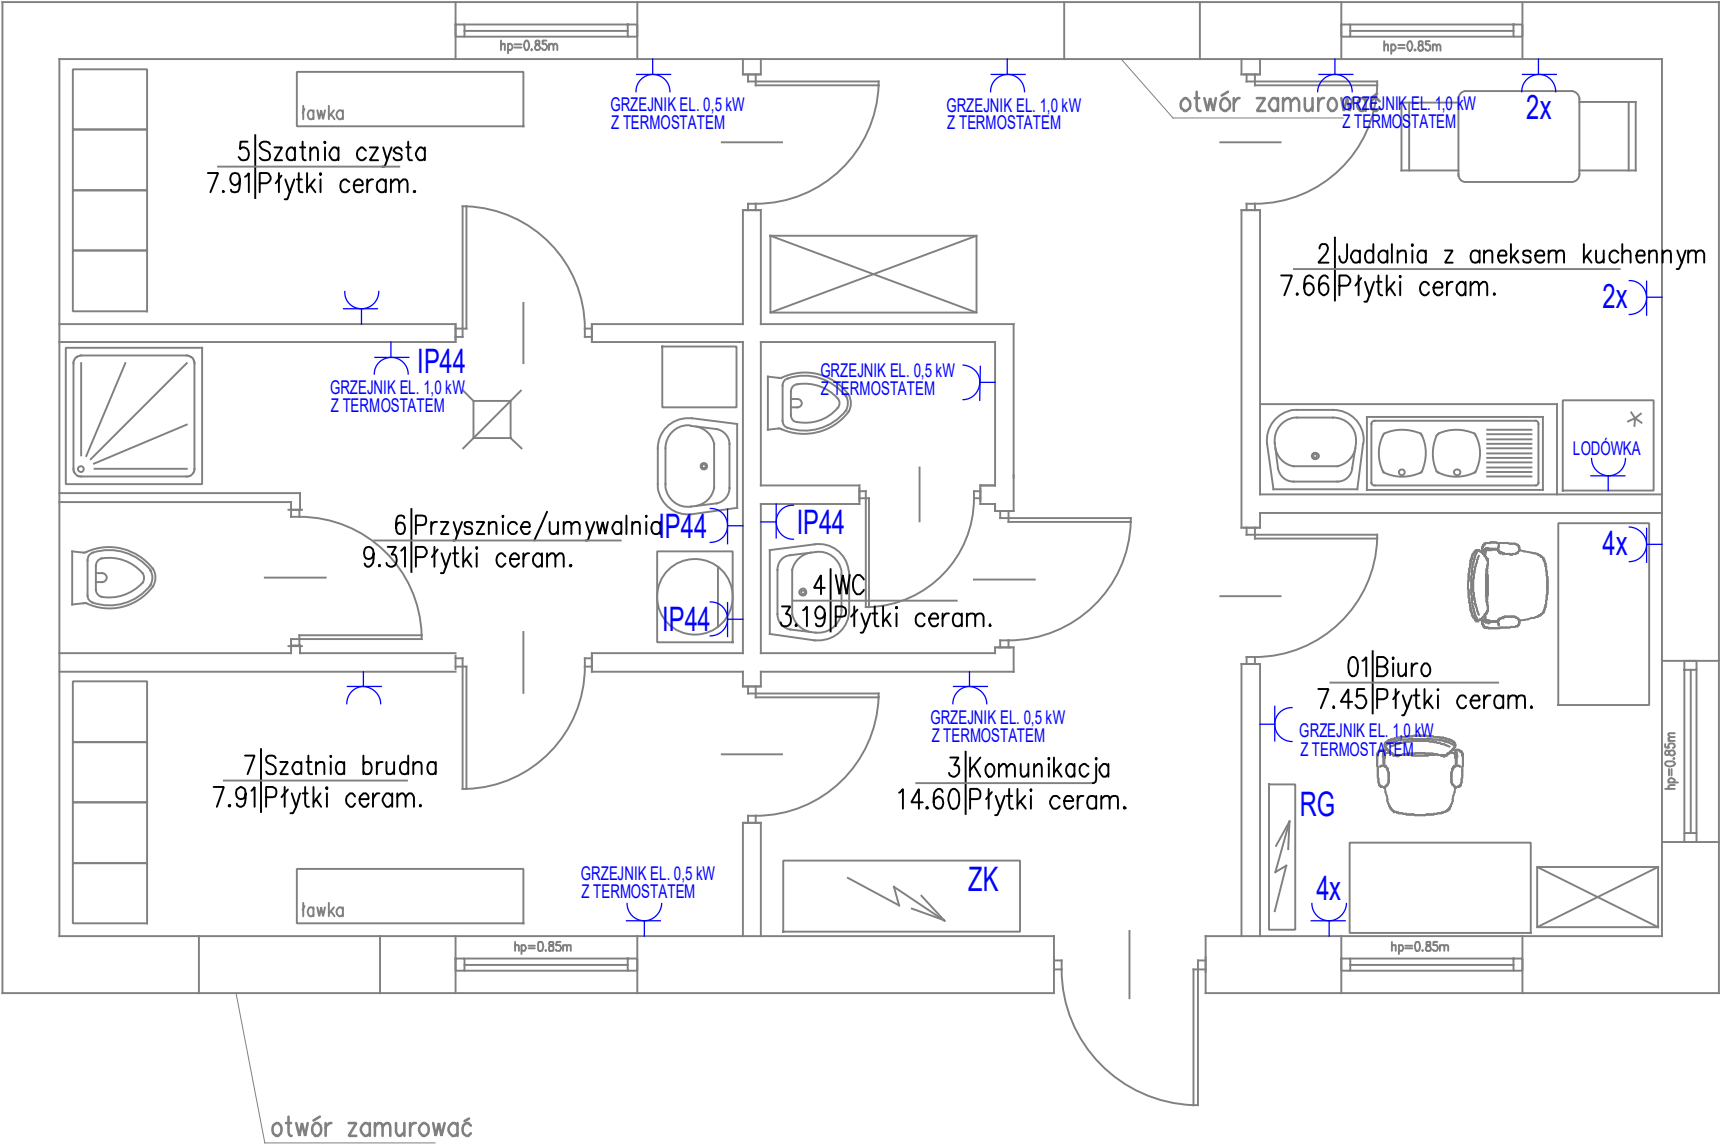 hp=0.85m
hp=0.85m
ławka
GRZEJNIK EL. 0,5 kW
Z TERMOSTATEM
GRZEJNIK EL. 1,0 kW
Z TERMOSTATEM
otwór zamurować
GRZEJNIK EL. 1,0 kW
Z TERMOSTATEM
2x
5 Szatnia czysta
7.91 Płytki ceram.
2 Jadalnia z aneksem kuchennym
7.66 Płytki ceram.
2x
IP44
GRZEJNIK EL. 1,0 kW
Z TERMOSTATEM
GRZEJNIK EL. 0,5 kW
Z TERMOSTATEM
LODÓWKA
6 Przysznice/umywalnia
9.31 Płytki ceram.
IP44
IP44
4x
4 WC
3.19 Płytki ceram.
IP44
01 Biuro
7.45 Płytki ceram.
GRZEJNIK EL. 0,5 kW
Z TERMOSTATEM
GRZEJNIK EL. 1,0 kW
Z TERMOSTATEM
hp=0.85m
7 Szatnia brudna
7.91 Płytki ceram.
3 Komunikacja
14.60 Płytki ceram.
RG
GRZEJNIK EL. 0,5 kW
Z TERMOSTATEM
ZK
4x
ławka
hp=0.85m
hp=0.85m
otwór zamurować